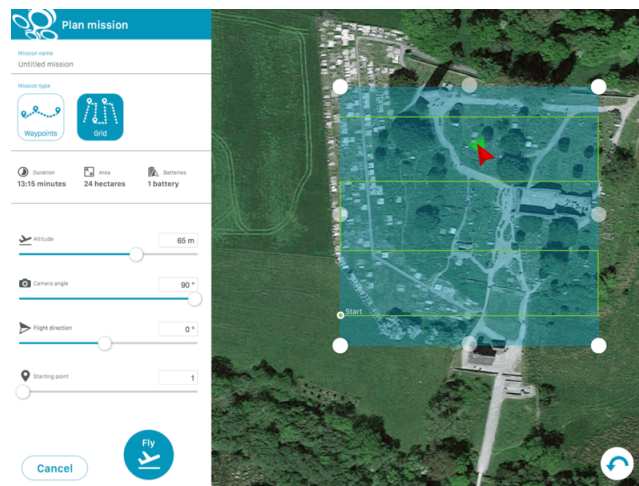 Plan mission
Mission name
Untitled mission
Mission type
Waypoints
Grid
Duration
Area
Batteries
13:15 minutes
24 hectares
1 battery
Altitude
65 m
Camera angle
90 °
Flight direction
0 °
Starting point
1
Fly
Cancel
Start